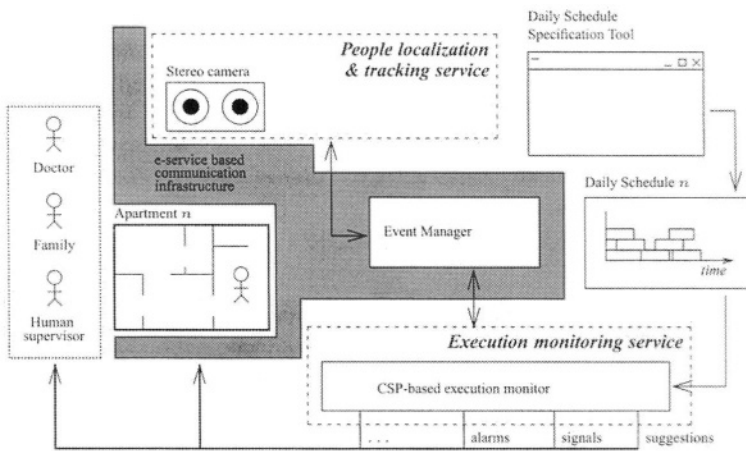 People localization
& tracking service
Stereo camera
Daily Schedule
Specification Tool
Doctor
Family
Human
supervisor
e-service based
communication
infrastructure
Apartment n
Event Manager
Daily Schedule n
time
Execution monitoring service
CSP-based execution monitor
. . .
alarms
signals
suggestions